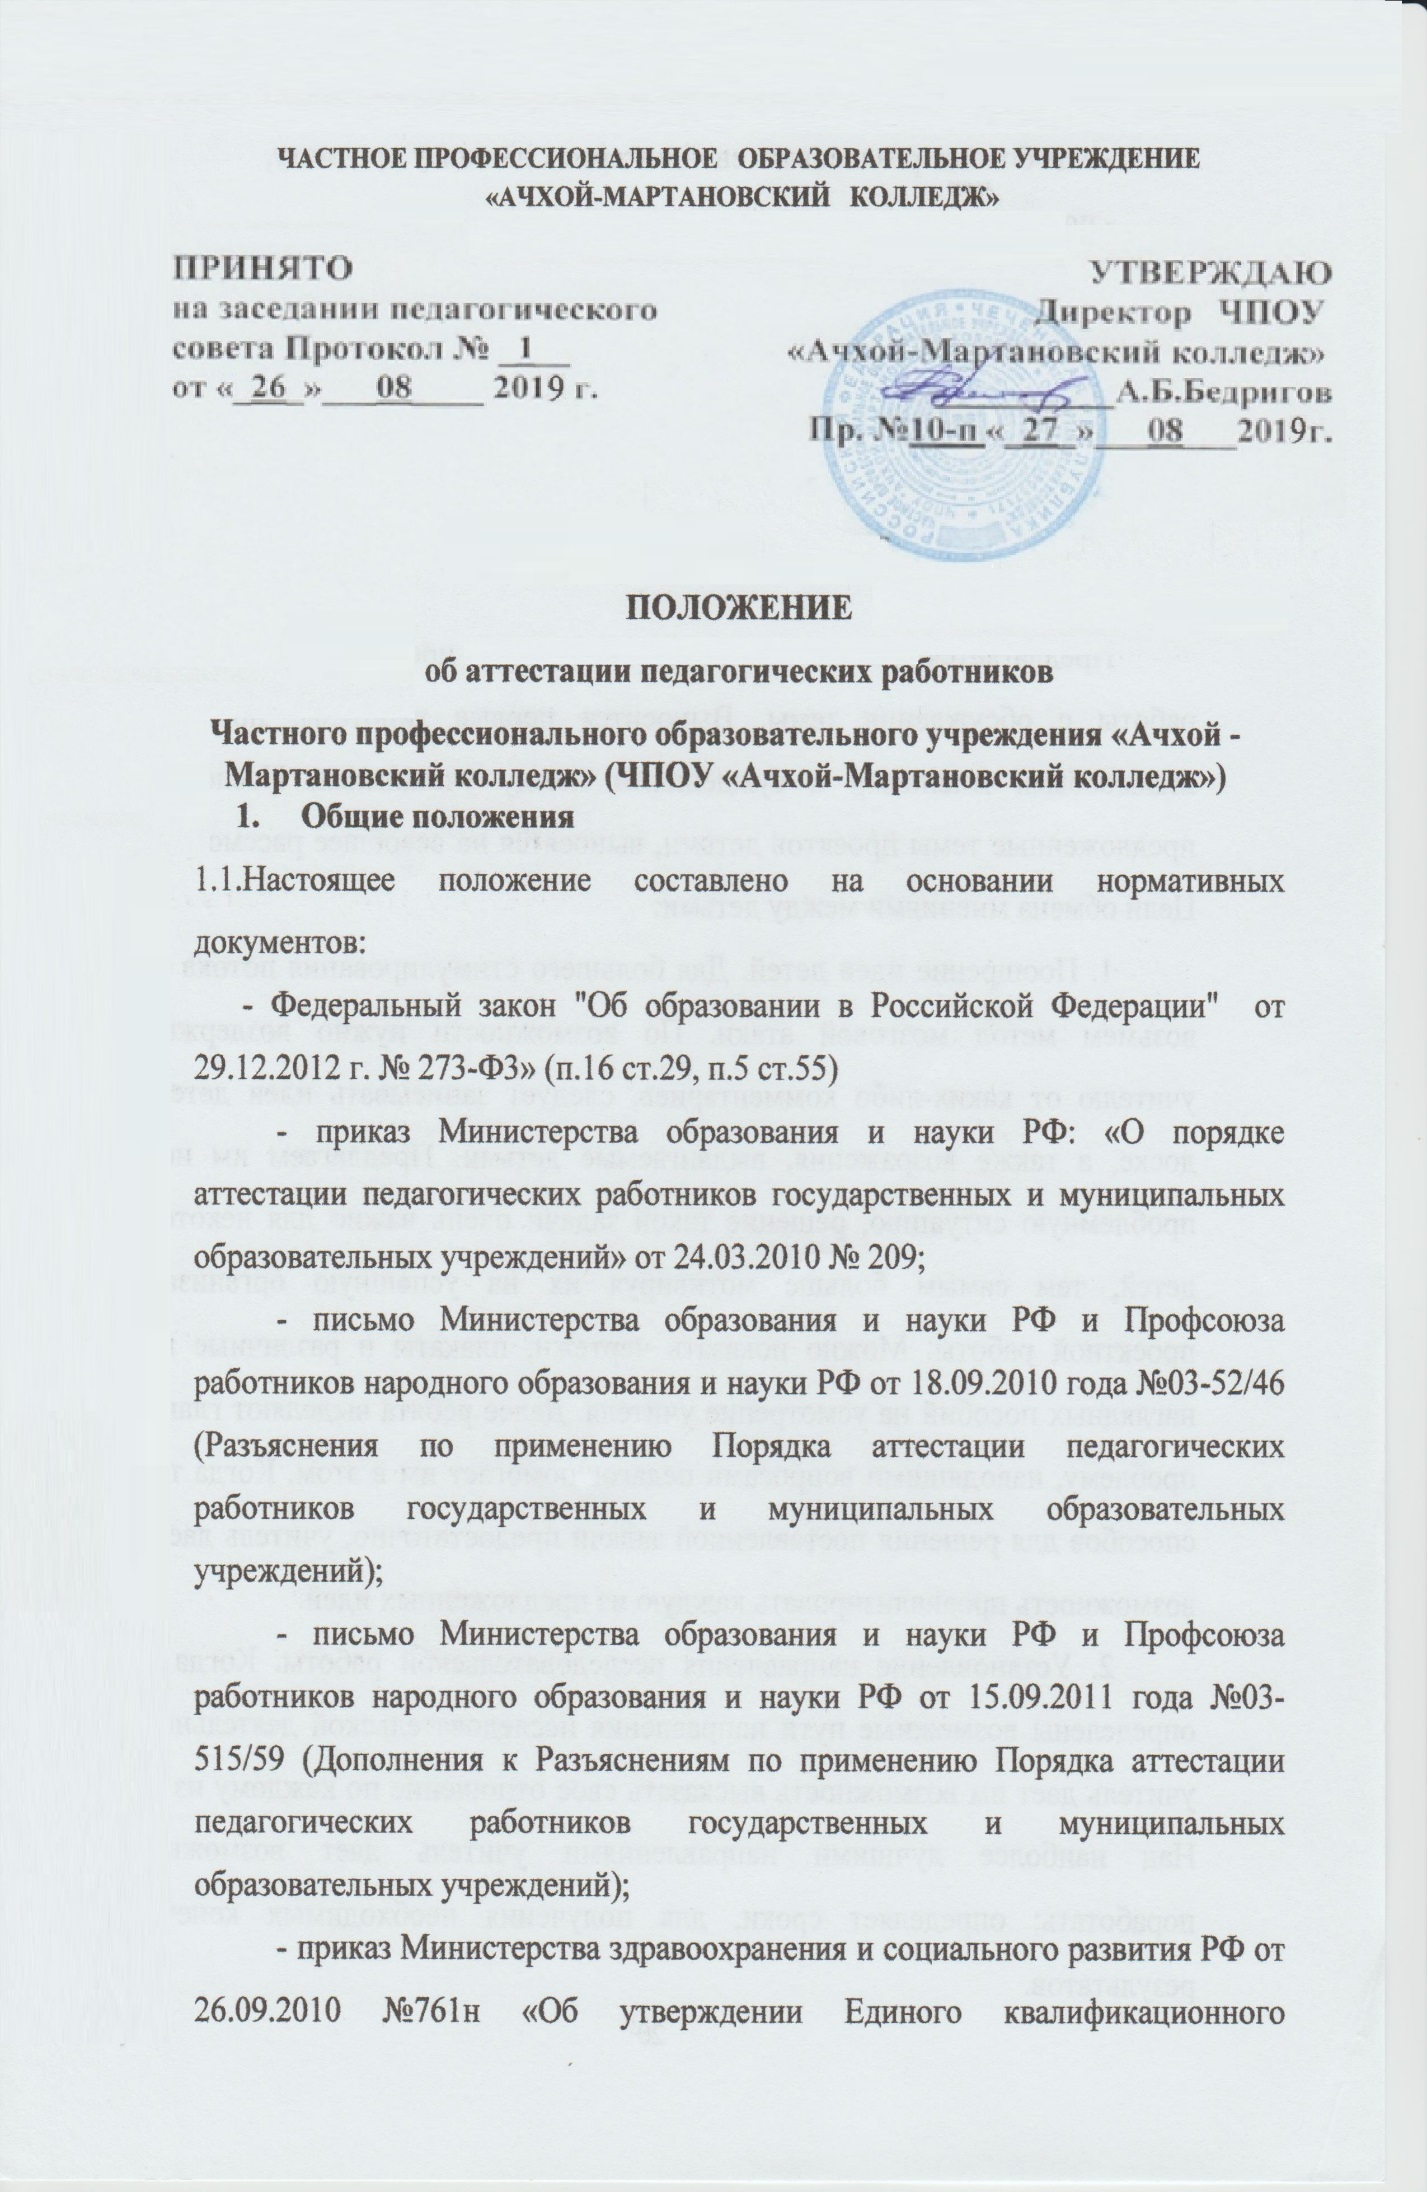 ЧАСТНОЕ ПРОФЕССИОНАЛЬНОЕ ОБРАЗОВАТЕЛЬНОЕ УЧРЕЖДЕНИЕ
«АЧХОЙ-МАРТАНОВСКИЙ КОЛЛЕДЖ»
ПРИНЯТО
на заседании педагогического
совета Протокол № 1
от « 26 » 08 2019 г.
УТВЕРЖДАЮ
Директор ЧПОУ
«Ачхой-Мартановский колледж»
А.Б.Бедригов
Пр. №10-п « 27 » 08 2019г.
ПОЛОЖЕНИЕ
об аттестации педагогических работников
Частного профессионального образовательного учреждения «Ачхой -
Мартановский колледж» (ЧПОУ «Ачхой-Мартановский колледж»)
1. Общие положения
1.1.Настоящее положение составлено на основании нормативных
документов:
- Федеральный закон "Об образовании в Российской Федерации" от
29.12.2012 г. № 273-ФЗ» (п.16 ст.29, п.5 ст.55)
- приказ Министерства образования и науки РФ: «О порядке
аттестации педагогических работников государственных и муниципальных
образовательных учреждений» от 24.03.2010 № 209;
- письмо Министерства образования и науки РФ и Профсоюза
работников народного образования и науки РФ от 18.09.2010 года №03-52/46
(Разъяснения по применению Порядка аттестации педагогических
работников государственных и муниципальных образовательных
учреждений);
- письмо Министерства образования и науки РФ и Профсоюза
работников народного образования и науки РФ от 15.09.2011 года №03-
515/59 (Дополнения к Разъяснениям по применению Порядка аттестации
педагогических работников государственных и муниципальных
образовательных учреждений);
- приказ Министерства здравоохранения и социального развития РФ от
26.09.2010 №761н «Об утверждении Единого квалификационного